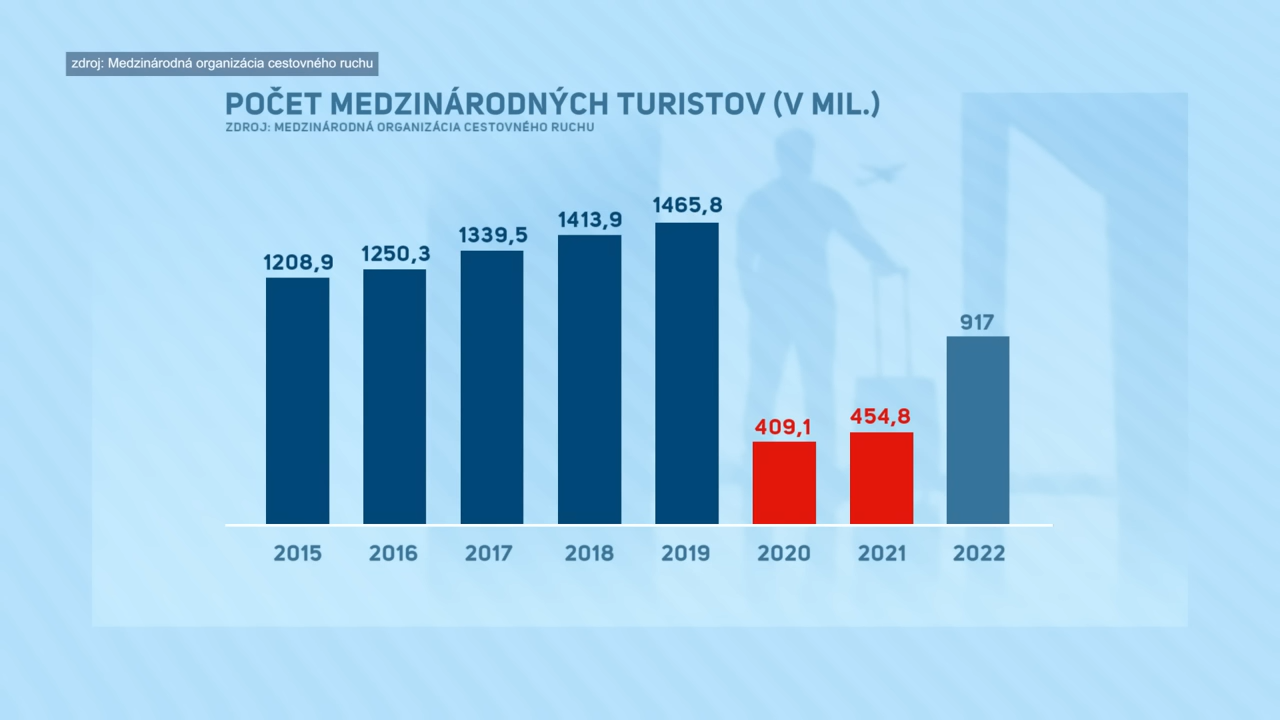 zdroj: Medzinárodná organizácia cestovného ruchu
POČET MEDZINÁRODNÝCH TURISTOV (V MIL.)
ZDROJ: MEDZINÁRODNÁ ORGANIZÁCIA CESTOVNÉHO RUCHU
1208,9 1250,3 1339,5 1413,9 1465,8 409,1 454,8 917
2015 2016 2017 2018 2019 2020 2021 2022